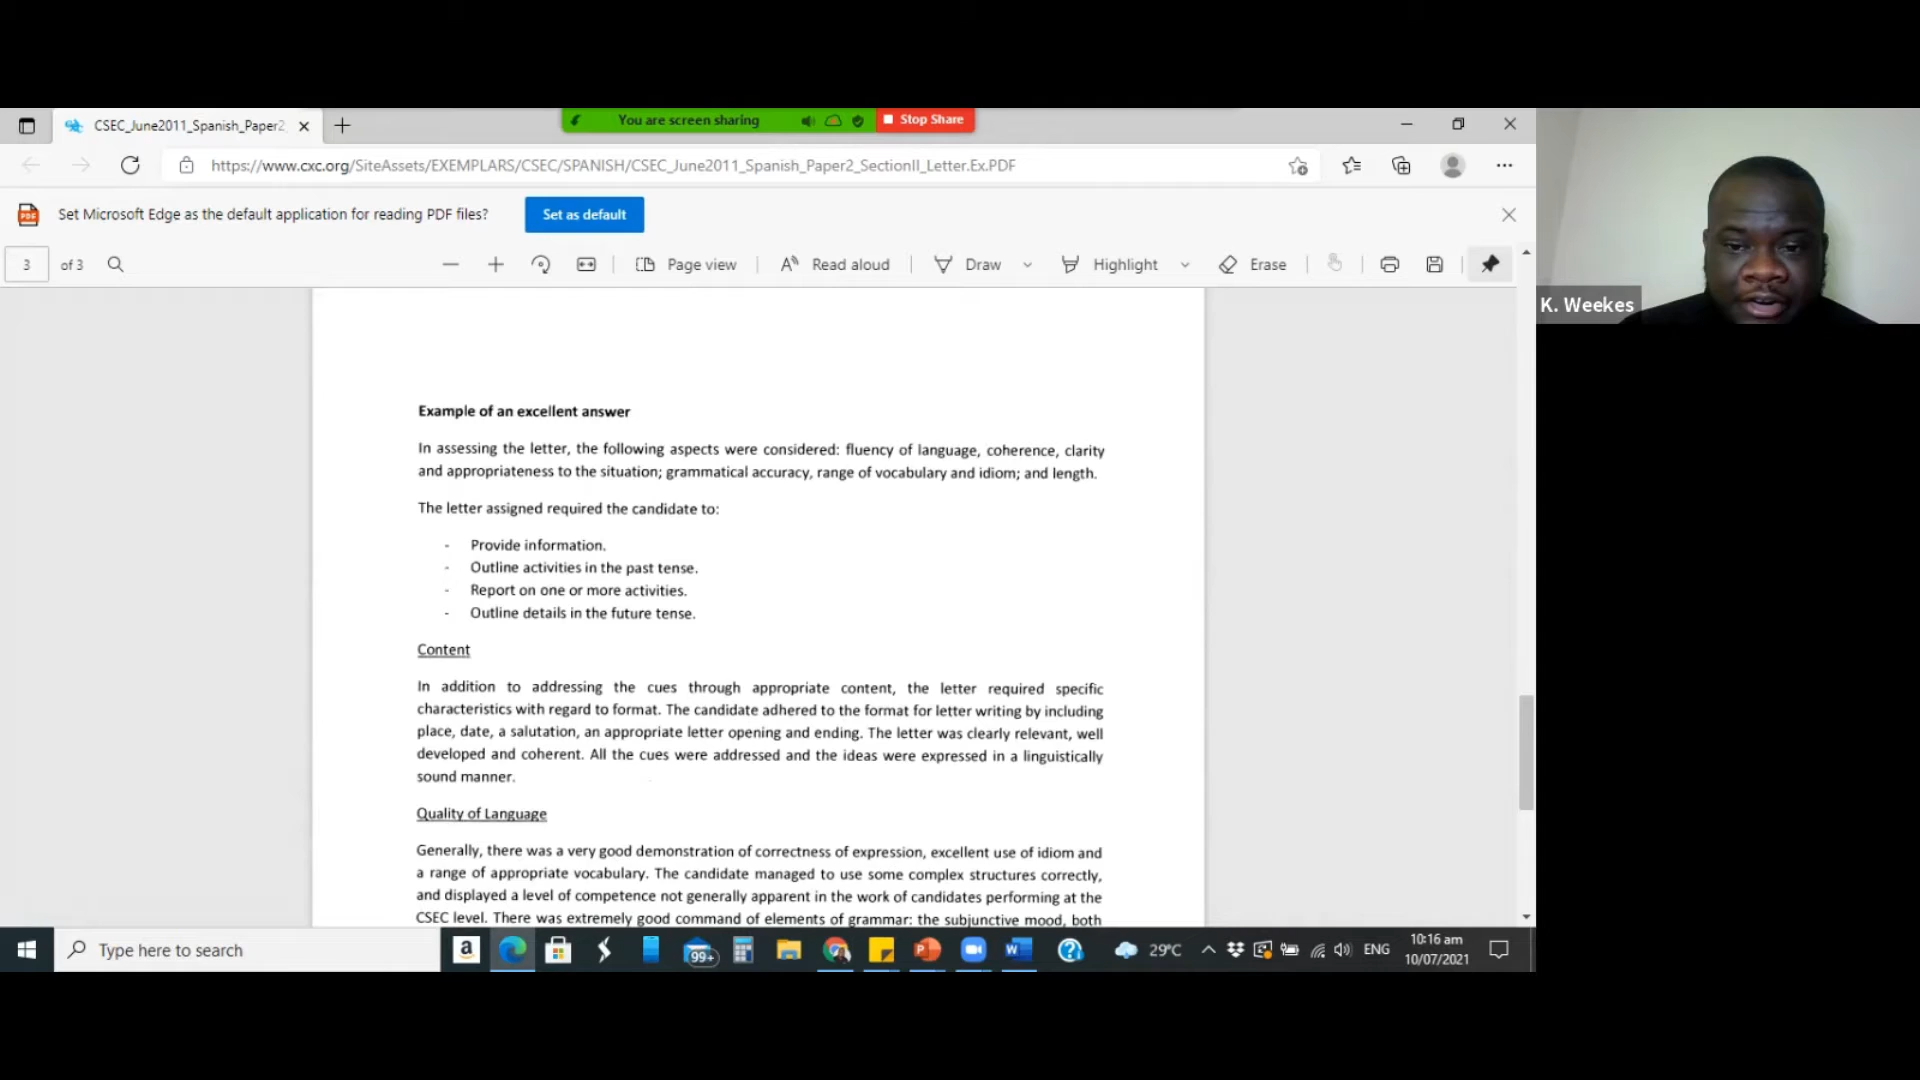 CSEC_June2011_Spanish_Paper2
You are screen sharing
Stop Share
https://www.cxc.org/SiteAssets/EXEMPLARS/CSEC/SPANISH/CSEC_June2011_Spanish_Paper2_SectionII_Letter.Ex.PDF
PDF
Set Microsoft Edge as the default application for reading PDF files?
Set as default
3 of 3
Page view
Read aloud
Draw
Highlight
Erase
K. Weekes
Example of an excellent answer
In assessing the letter, the following aspects were considered: fluency of language, coherence, clarity
and appropriateness to the situation; grammatical accuracy, range of vocabulary and idiom; and length.
The letter assigned required the candidate to:
- Provide information.
- Outline activities in the past tense.
- Report on one or more activities.
- Outline details in the future tense.
Content
In addition to addressing the cues through appropriate content, the letter required specific
characteristics with regard to format. The candidate adhered to the format for letter writing by including
place, date, a salutation, an appropriate letter opening and ending. The letter was clearly relevant, well
developed and coherent. All the cues were addressed and the ideas were expressed in a linguistically
sound manner.
Quality of Language
Generally, there was a very good demonstration of correctness of expression, excellent use of idiom and
a range of appropriate vocabulary. The candidate managed to use some complex structures correctly,
and displayed a level of competence not generally apparent in the work of candidates performing at the
CSEC level. There was extremely good command of elements of grammar: the subjunctive mood, both
Type here to search
a
99+
P
W
29°C
ENG
10:16 am
10/07/2021